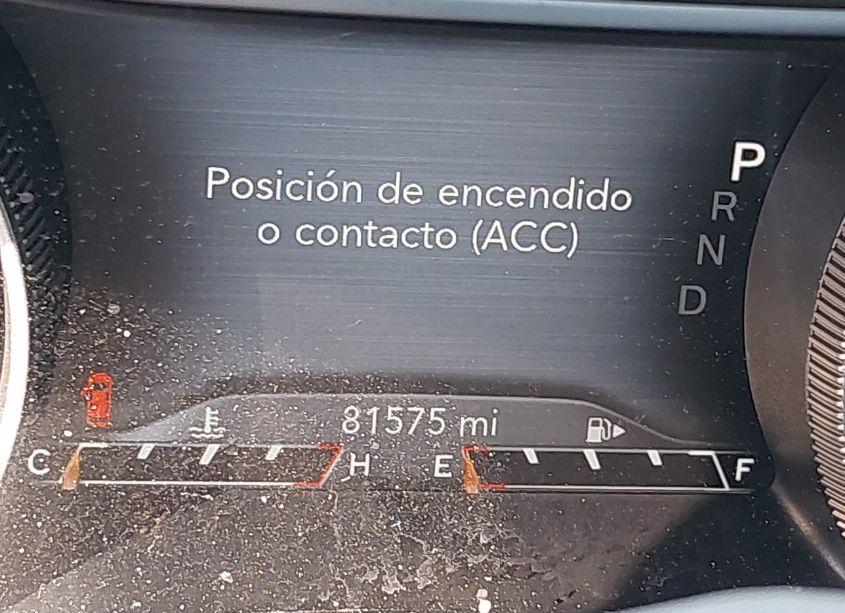 Posición de encendido
o contacto (ACC)
P
R
N
D
81575 mi
C
H
E
F